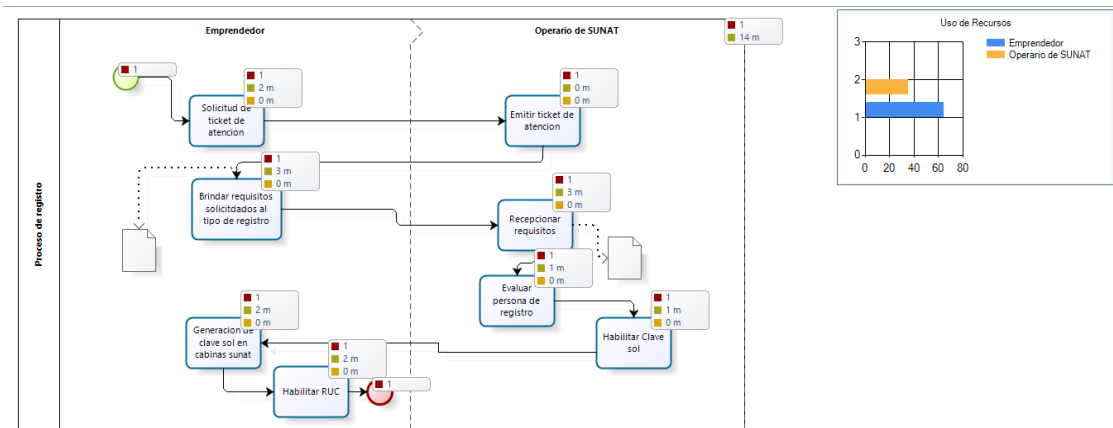 Emprendedor
Operario de SUNAT
1
14 m
Proceso de registro
1
1
2 m
0 m
Solicitud de
ticket de
atencion
1
0 m
0 m
Emitir ticket de
atencion
1
3 m
0 m
Brindar requisitos
solicitdados al
tipo de registro
1
3 m
0 m
Recepcionar
requisitos
1
1 m
0 m
Evaluar
persona de
registro
1
1 m
0 m
Habilitar Clave
sol
1
2 m
0 m
Generacion de
clave sol en
cabinas sunat
1
2 m
0 m
Habilitar RUC
1
Uso de Recursos
3
2
1
0
0 20 40 60 80
Emprendedor
Operario de SUNAT